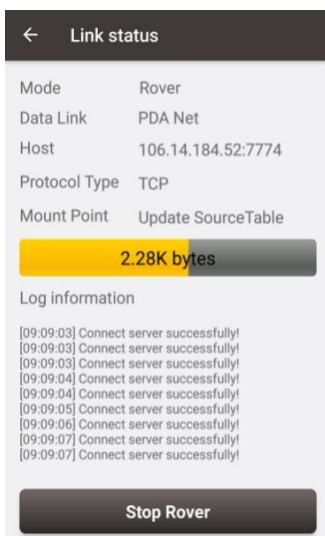 Link status
Mode Rover
Data Link PDA Net
Host 106.14.184.52:7774
Protocol Type TCP
Mount Point Update SourceTable
2.28K bytes
Log information
[09:09:03] Connect server successfully!
[09:09:03] Connect server successfully!
[09:09:03] Connect server successfully!
[09:09:04] Connect server successfully!
[09:09:04] Connect server successfully!
[09:09:05] Connect server successfully!
[09:09:06] Connect server successfully!
[09:09:07] Connect server successfully!
[09:09:07] Connect server successfully!
Stop Rover